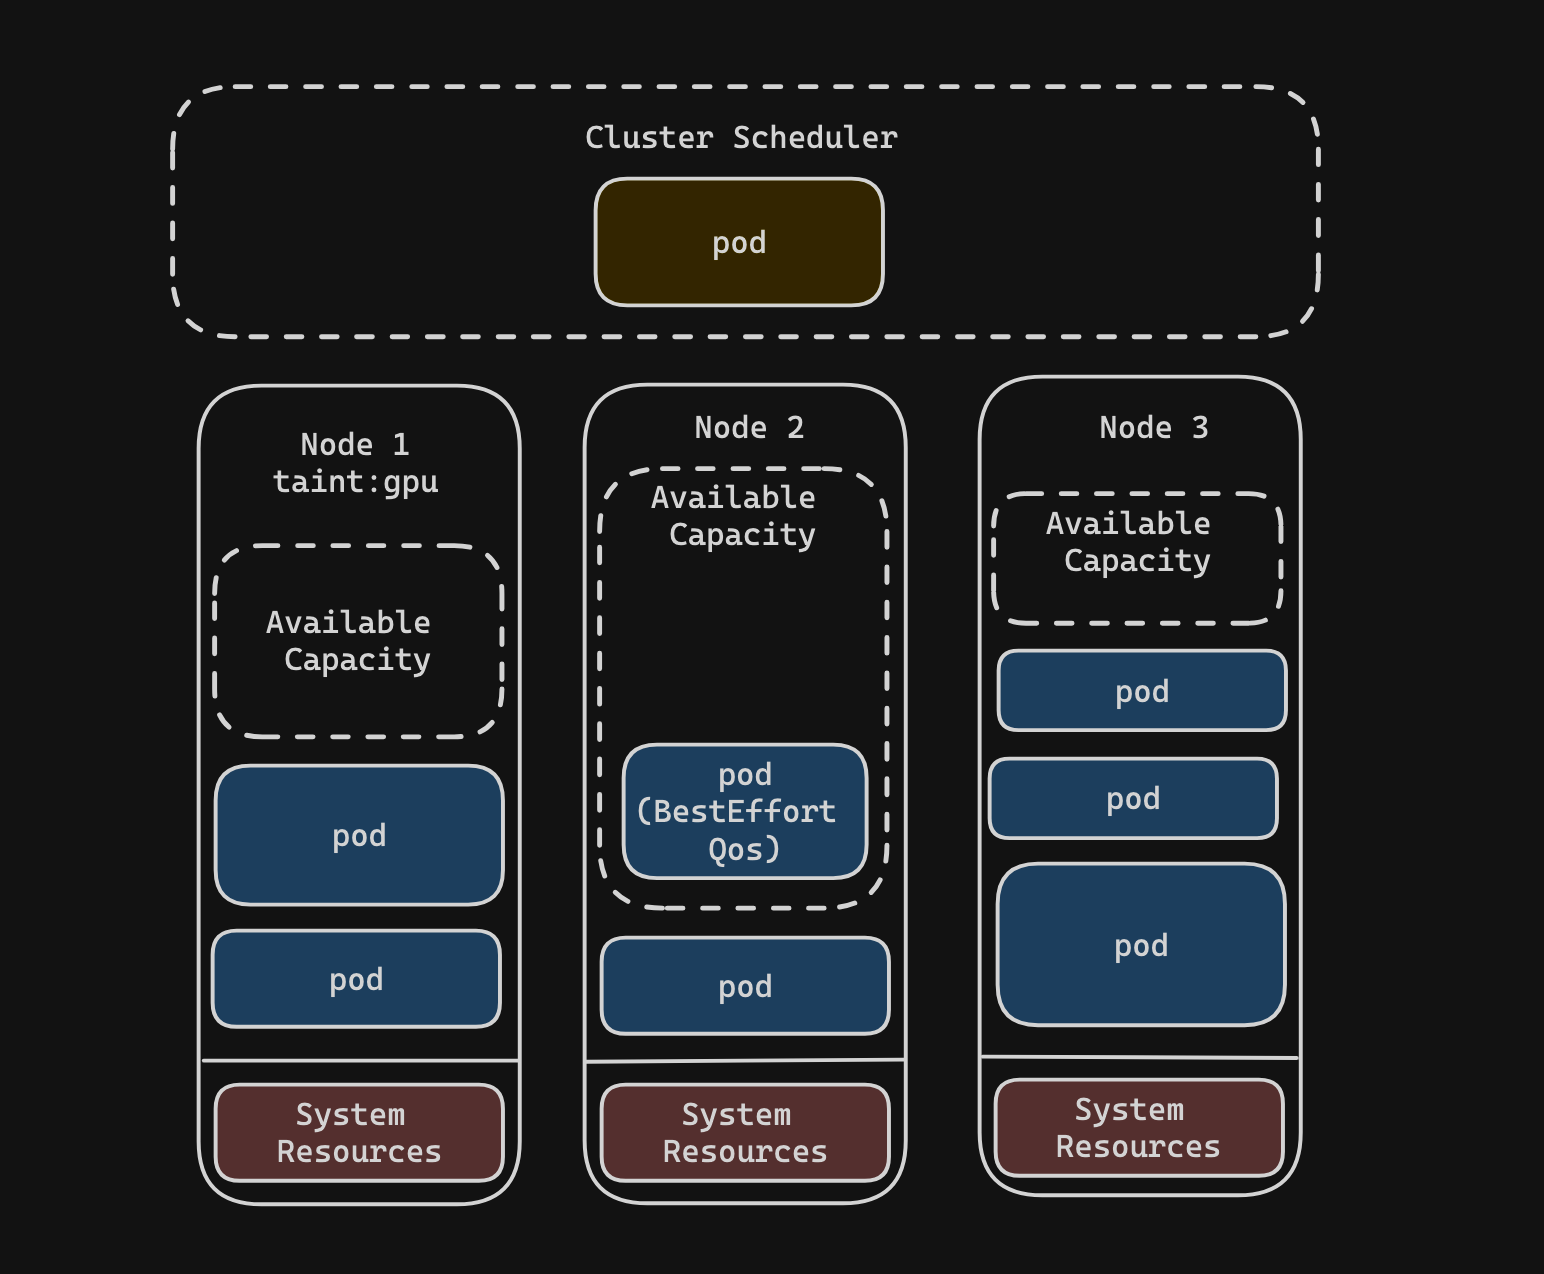 Cluster Scheduler
pod
Node 1
taint:gpu
Available
Capacity
pod
pod
System
Resources
Node 2
Available
Capacity
pod
(BestEffort
Qos)
pod
System
Resources
Node 3
Available
Capacity
pod
pod
pod
System
Resources